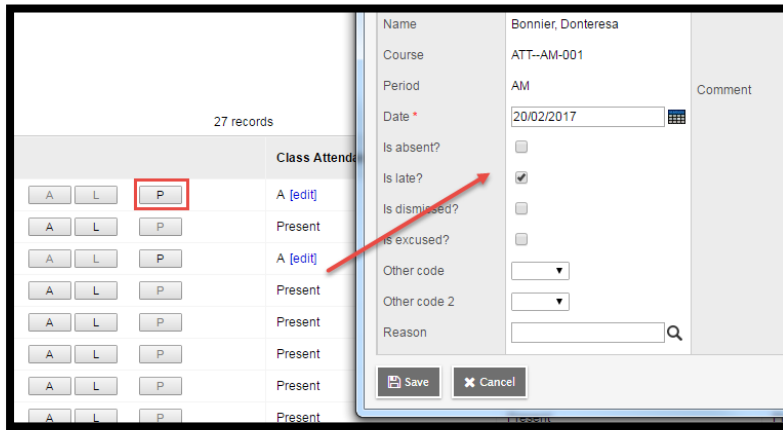 27 records
Class Attenda
A L P A [edit]
A L P Present
A L P A [edit]
A L P Present
A L P Present
A L P Present
A L P Present
A L P Present
Name Bonnier, Donteresa
Course ATT--AM-001
Period AM
Comment
Date * 20/02/2017
Is absent?
Is late?
Is dismissed?
Is excused?
Other code
Other code 2
Reason
Save Cancel
Present